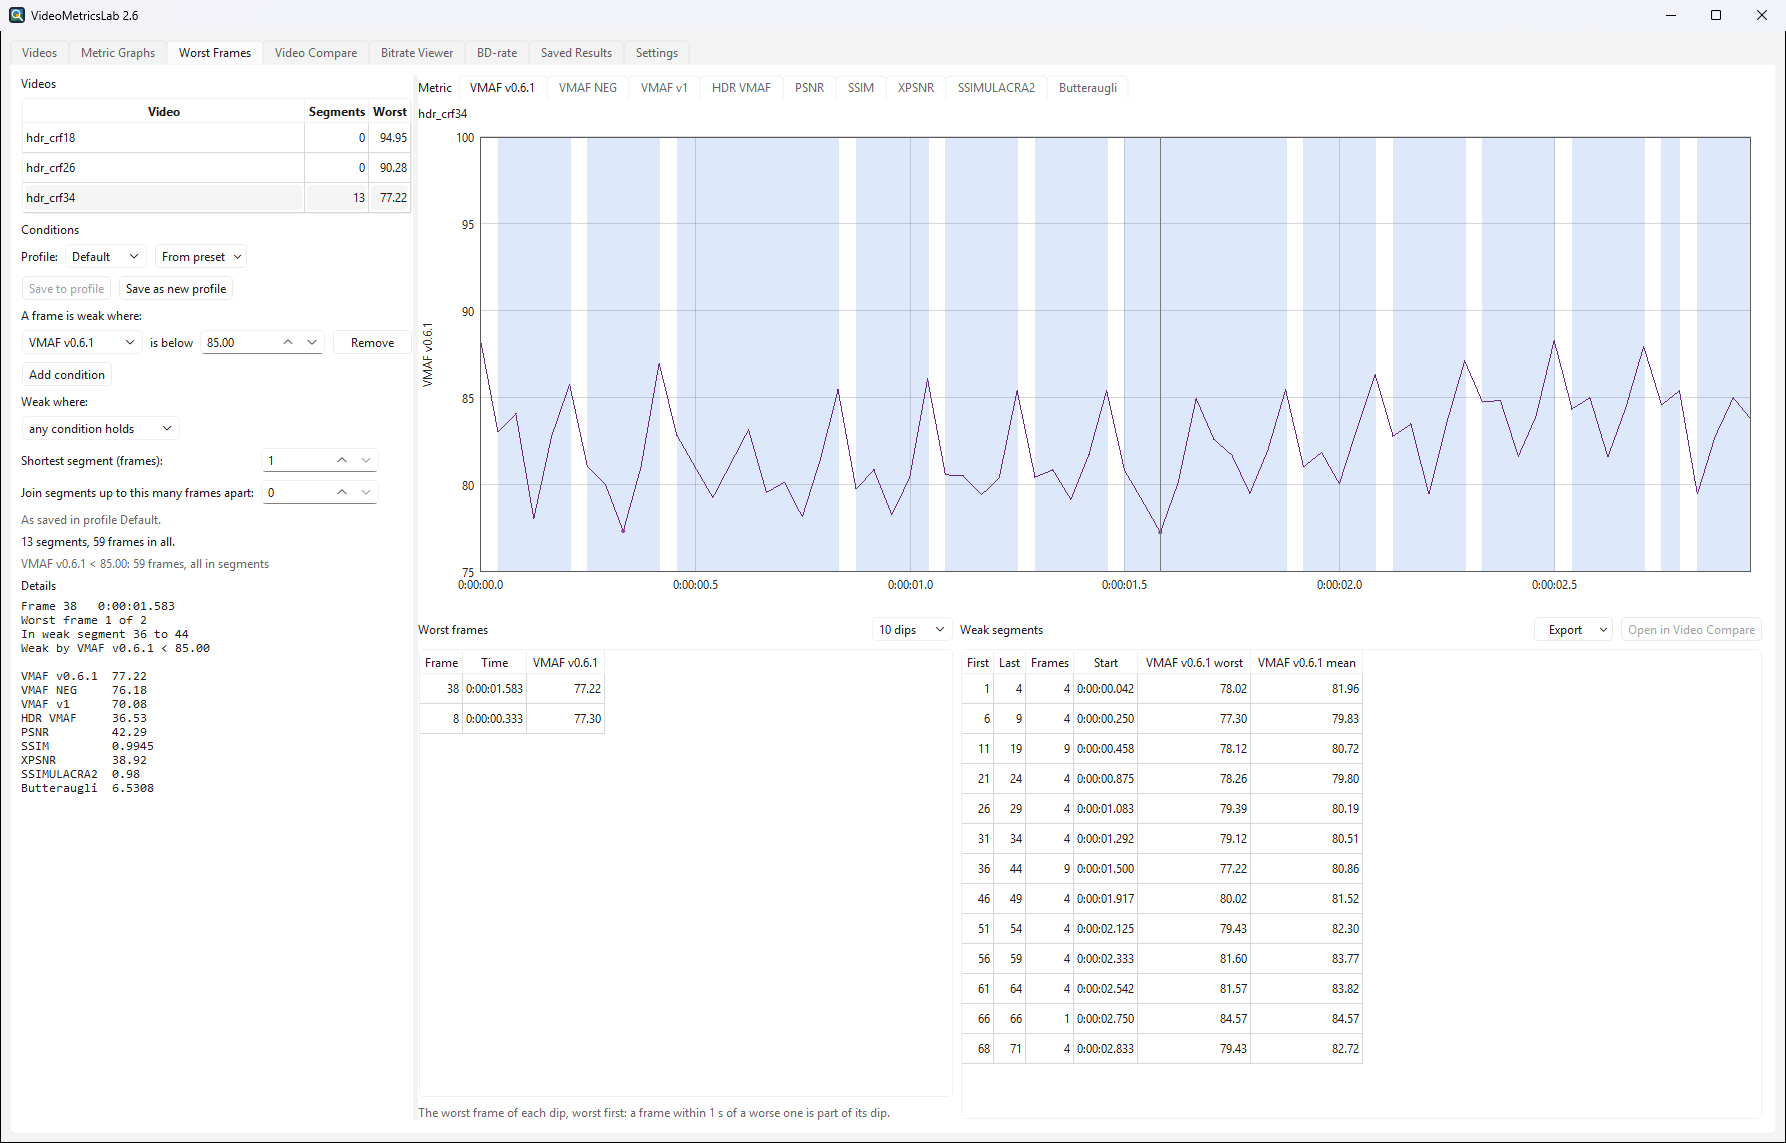 VideoMetricsLab 2.6
Videos Metric Graphs Worst Frames Video Compare Bitrate Viewer BD-rate Saved Results Settings
Videos
Video Segments Worst
hdr_crf18 0 94.95
hdr_crf26 0 90.28
hdr_crf34 13 77.22
Conditions
Profile: Default From preset
Save to profile Save as new profile
A frame is weak where:
VMAF v0.6.1 is below 85.00 Remove
Add condition
Weak where:
any condition holds
Shortest segment (frames): 1
Join segments up to this many frames apart: 0
As saved in profile Default.
13 segments, 59 frames in all.
VMAF v0.6.1 < 85.00: 59 frames, all in segments
Details
Frame 38 0:00:01.583
Worst frame 1 of 2
In weak segment 36 to 44
Weak by VMAF v0.6.1 < 85.00
VMAF v0.6.1 77.22
VMAF NEG 76.18
VMAF v1 70.08
HDR VMAF 36.53
PSNR 42.29
SSIM 0.9945
XPSNR 38.92
SSIMULACRA2 0.98
Butteraugli 6.5308
Metric VMAF v0.6.1 VMAF NEG VMAF v1 HDR VMAF PSNR SSIM XPSNR SSIMULACRA2 Butteraugli
hdr_crf34
VMAF v0.6.1
100
95
90
85
80
75
0:00:00.0 0:00:00.5 0:00:01.0 0:00:01.5 0:00:02.0 0:00:02.5
Worst frames 10 dips
Frame Time VMAF v0.6.1
38 0:00:01.583 77.22
8 0:00:00.333 77.30
The worst frame of each dip, worst first: a frame within 1 s of a worse one is part of its dip.
Weak segments Export Open in Video Compare
First Last Frames Start VMAF v0.6.1 worst VMAF v0.6.1 mean
1 4 4 0:00:00.042 78.02 81.96
6 9 4 0:00:00.250 77.30 79.83
11 19 9 0:00:00.458 78.12 80.72
21 24 4 0:00:00.875 78.26 79.80
26 29 4 0:00:01.083 79.39 80.19
31 34 4 0:00:01.292 79.12 80.51
36 44 9 0:00:01.500 77.22 80.86
46 49 4 0:00:01.917 80.02 81.52
51 54 4 0:00:02.125 79.43 82.30
56 59 4 0:00:02.333 81.60 83.77
61 64 4 0:00:02.542 81.57 83.82
66 66 1 0:00:02.750 84.57 84.57
68 71 4 0:00:02.833 79.43 82.72